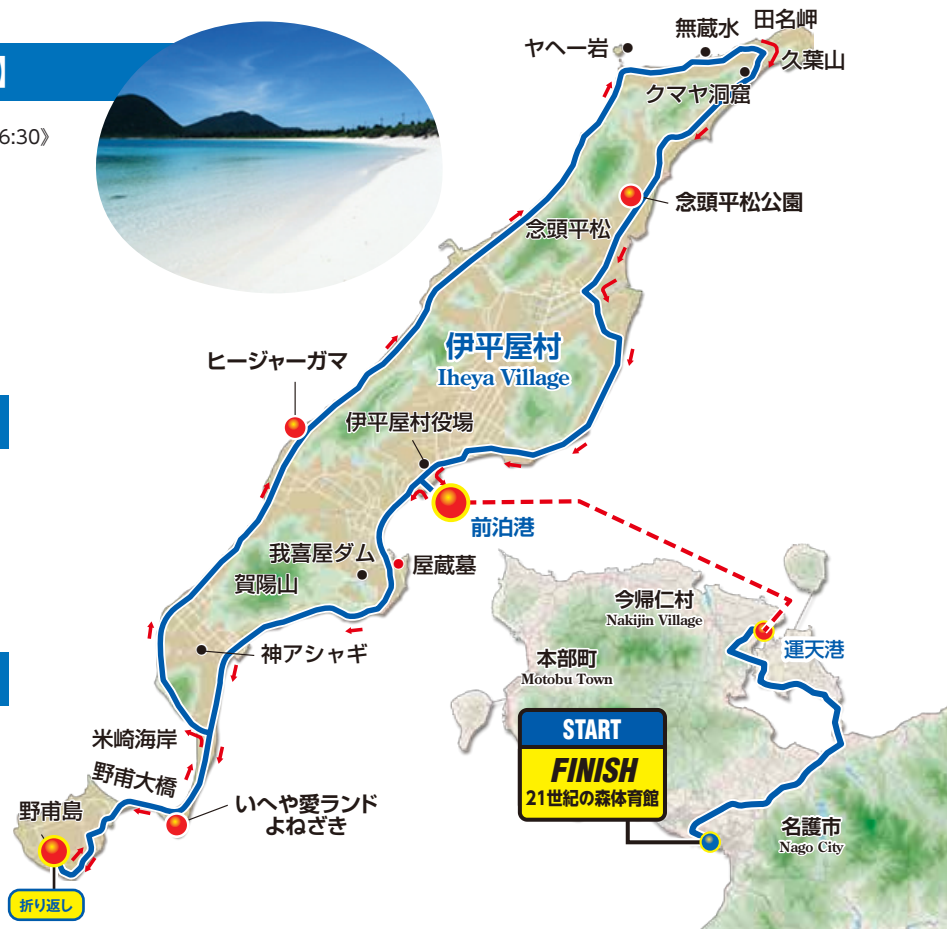 6:30》
田名岬
無蔵水
ヤヘー岩
久葉山
クマヤ洞窟
念頭平松公園
念頭平松
伊平屋村
Iheya Village
ヒージャーガマ
伊平屋村役場
前泊港
我喜屋ダム
屋蔵墓
賀陽山
今帰仁村
Nakijin Village
運天港
神アシャギ
本部町
Motobu Town
START
FINISH
21世紀の森体育館
米崎海岸
野甫大橋
いへや愛ランド
よねざき
野甫島
名護市
Nago City
折り返し